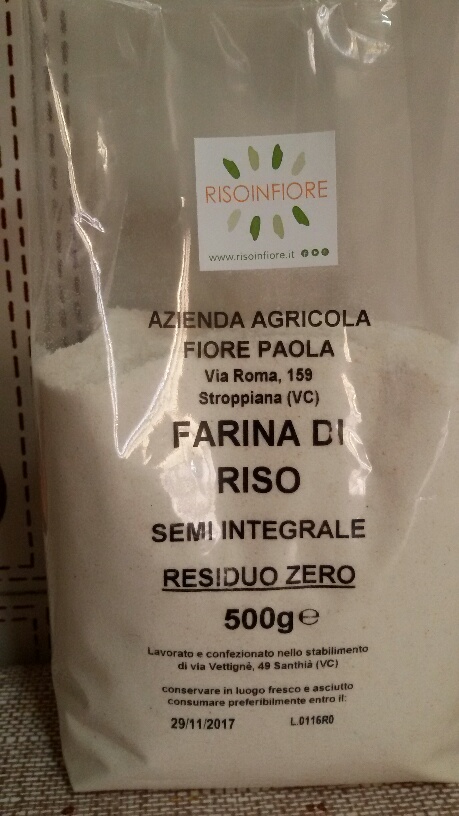 RISOINFIORE
www.risoinfiore.it
AZIENDA AGRICOLA
FIORE PAOLA
Via Roma, 159
Stroppiana (VC)
FARINA DI
RISO
SEMI INTEGRALE
RESIDUO ZERO
500g℮
Lavorato e confezionato nello stabilimento
di via Vettignè, 49 Santhià (VC)
conservare in luogo fresco e asciutto
consumare preferibilmente entro il:
29/11/2017 L.0116R0